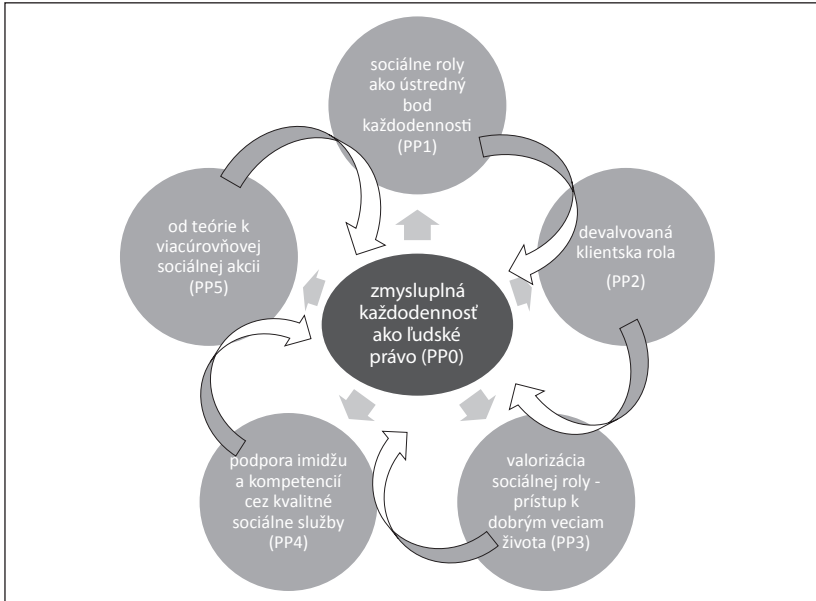 sociálne roly
ako ústredný
bod
každodennosti
(PP1)
devalvovaná
klientska rola
(PP2)
valorizácia
sociálnej roly -
prístup k
dobrým veciam
života (PP3)
podpora imidžu
a kompetencií
cez kvalitné
sociálne služby
(PP4)
od teórie k
viacúrovňovej
sociálnej akcii
(PP5)
zmysluplná
každodennosť
ako ľudské
právo (PP0)